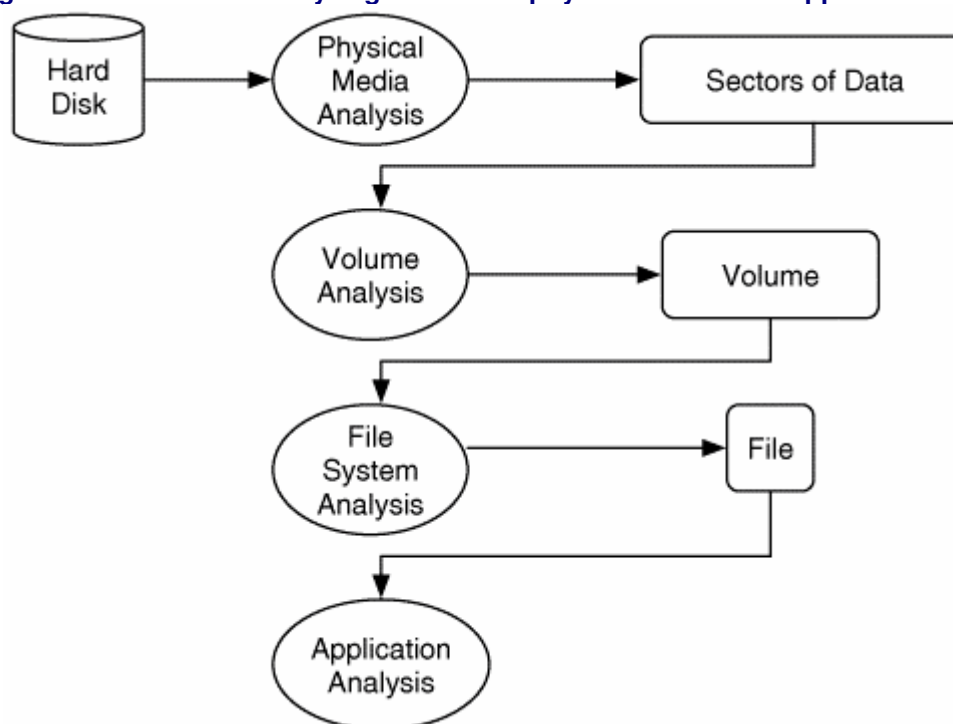 Hard
Disk
Physical
Media
Analysis
Sectors of Data
Volume
Analysis
Volume
File
System
Analysis
File
Application
Analysis